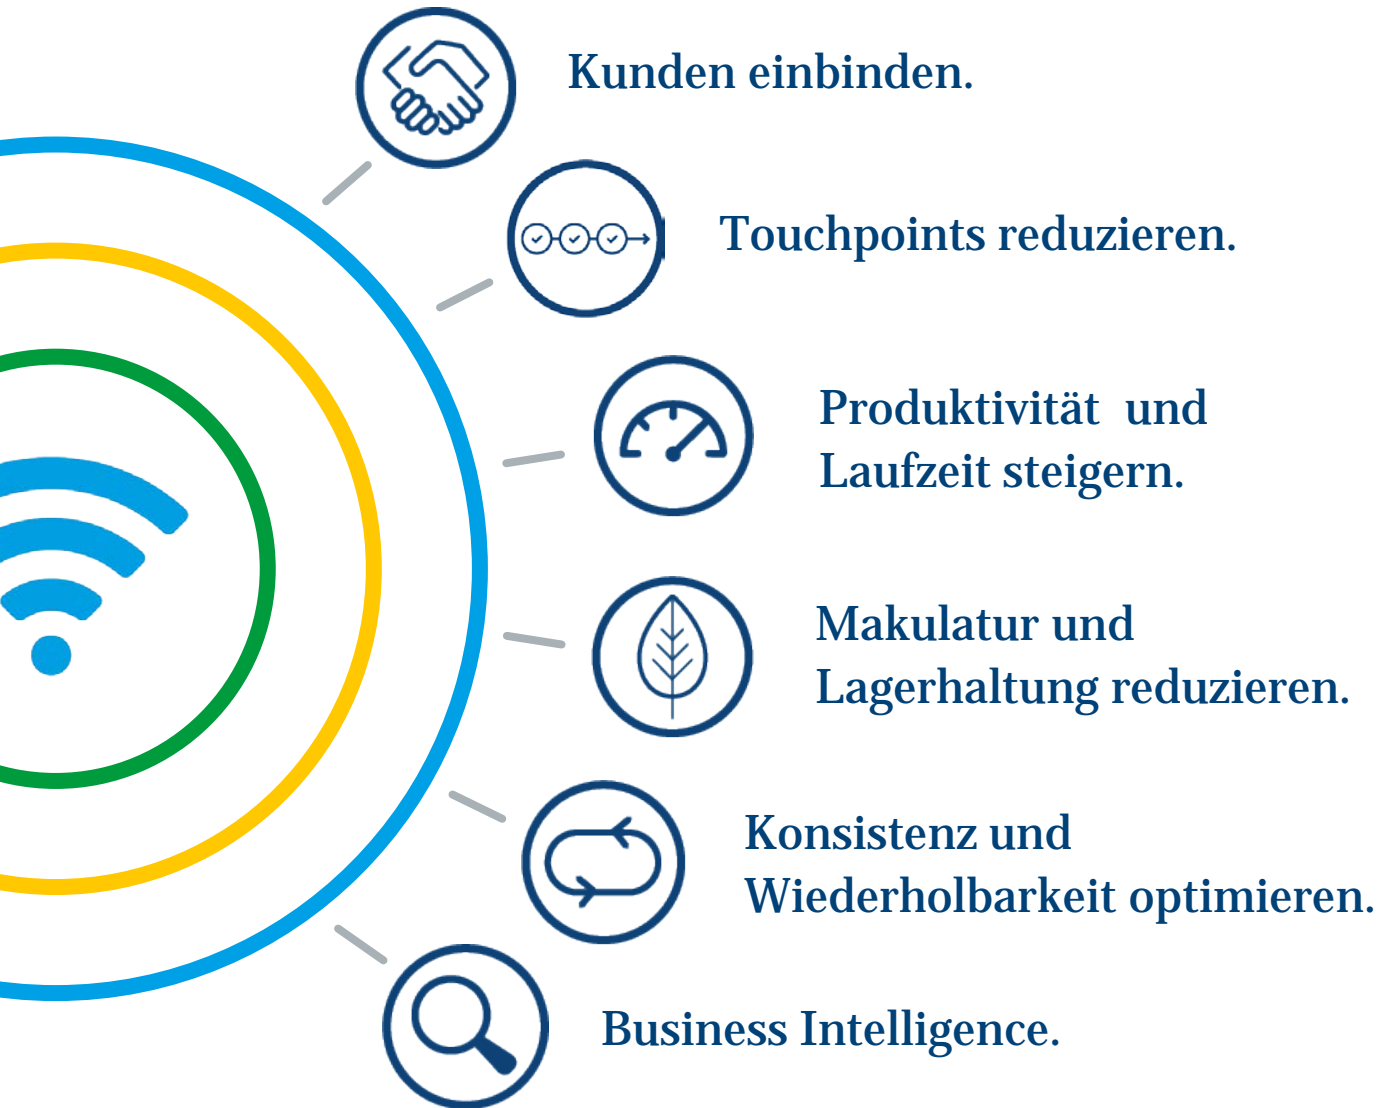 Kunden einbinden.
Touchpoints reduzieren.
Produktivität und
Laufzeit steigern.
Makulatur und
Lagerhaltung reduzieren.
Konsistenz und
Wiederholbarkeit optimieren.
Business Intelligence.